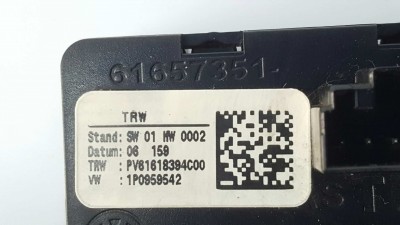 61657351-
TRW
Stand: SW 01 HW 0002
Datum: 06 159
TRW : PV61618394C00
VW : 1P0959542